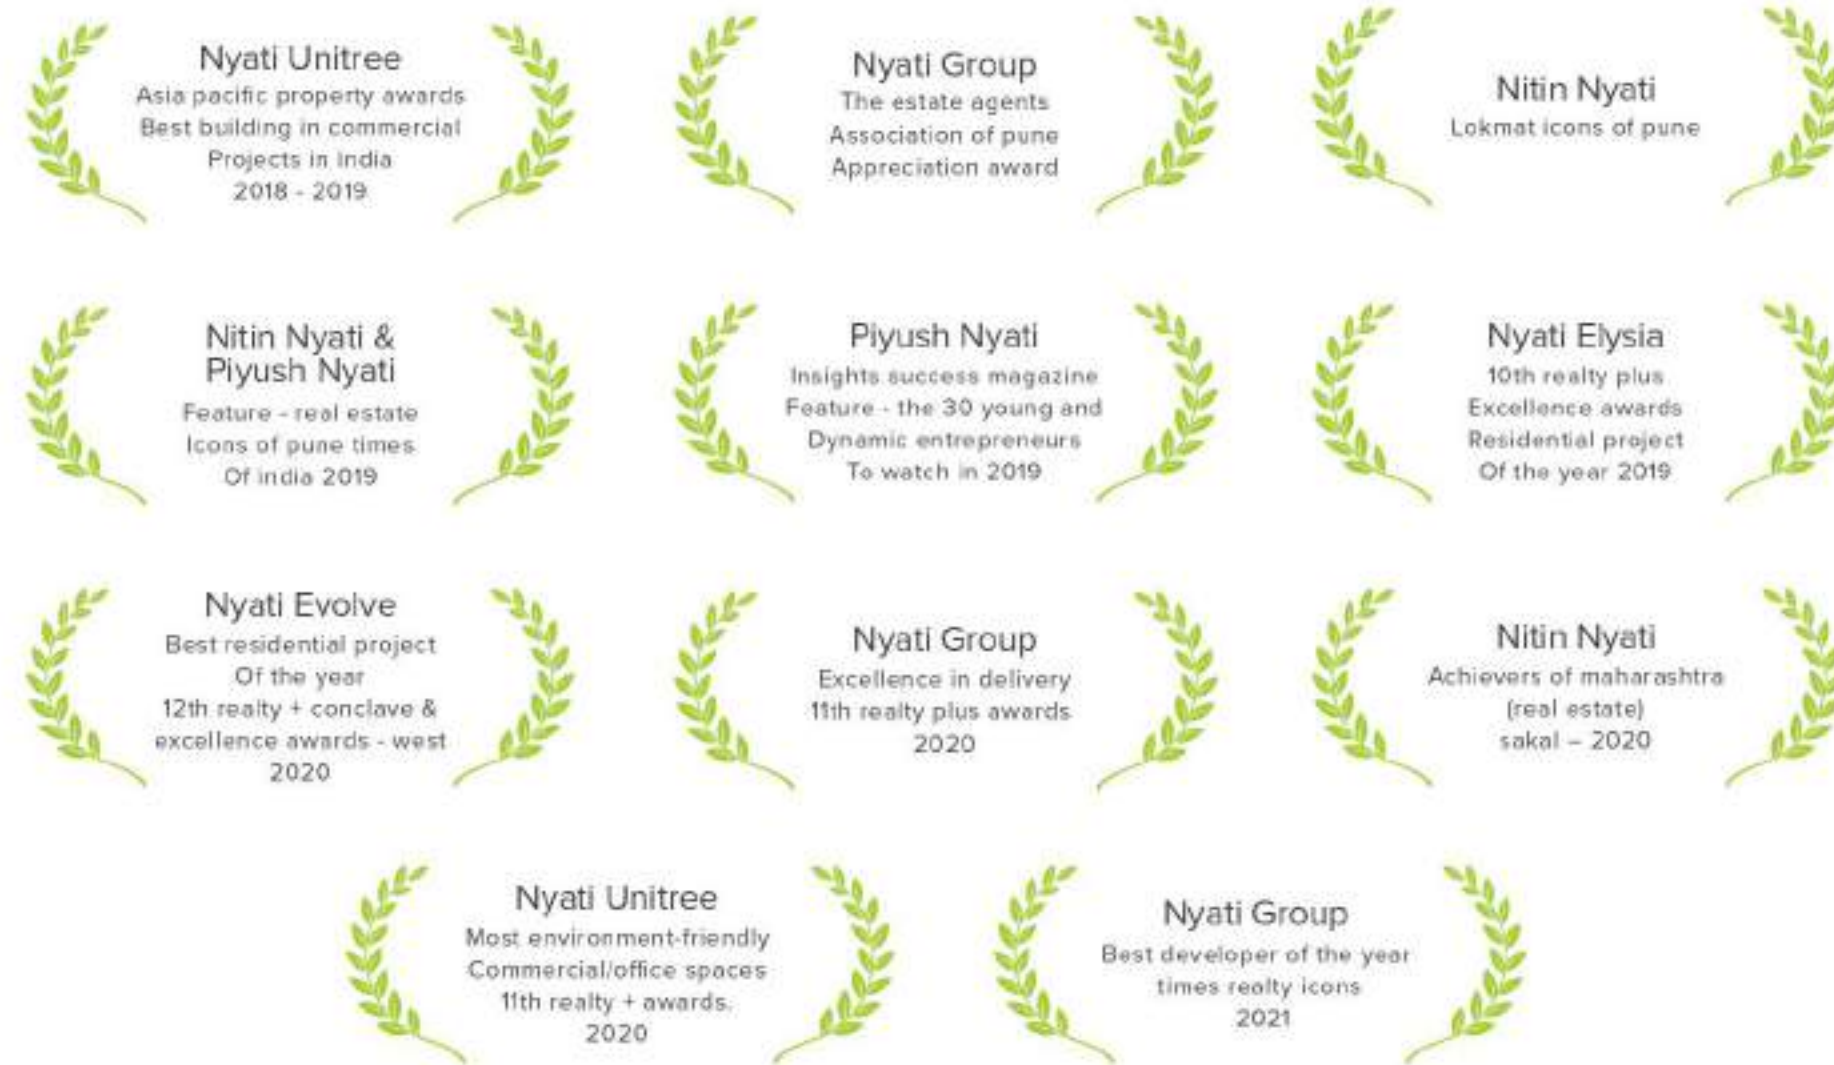 Nyati Unitree
Asia pacific property awards
Best building in commercial
Projects in india
2018 - 2019
Nyati Group
The estate agents
Association of pune
Appreciation award
Nitin Nyati
Lokmat icons of pune
Nitin Nyati &
Piyush Nyati
Feature - real estate
Icons of pune times
Of india 2019
Piyush Nyati
Insights success magazine
Feature - the 30 young and
Dynamic entrepreneurs
To watch in 2019
Nyati Elysia
10th realty plus
Excellence awards
Residential project
Of the year 2019
Nyati Evolve
Best residential project
Of the year
12th realty + conclave &
excellence awards - west
2020
Nyati Group
Excellence in delivery
11th realty plus awards
2020
Nitin Nyati
Achievers of maharashtra
(real estate)
sakal – 2020
Nyati Unitree
Most environment-friendly
Commercial/office spaces
11th realty + awards.
2020
Nyati Group
Best developer of the year
times realty icons
2021